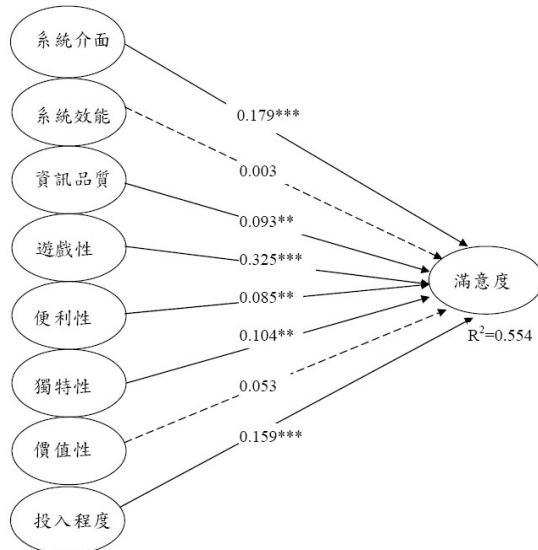 系統介面
0.179***
系統效能
0.003
資訊品質
0.093**
遊戲性
0.325***
滿意度
便利性
0.085**
R²=0.554
獨特性
0.104**
0.053
價值性
0.159***
投入程度